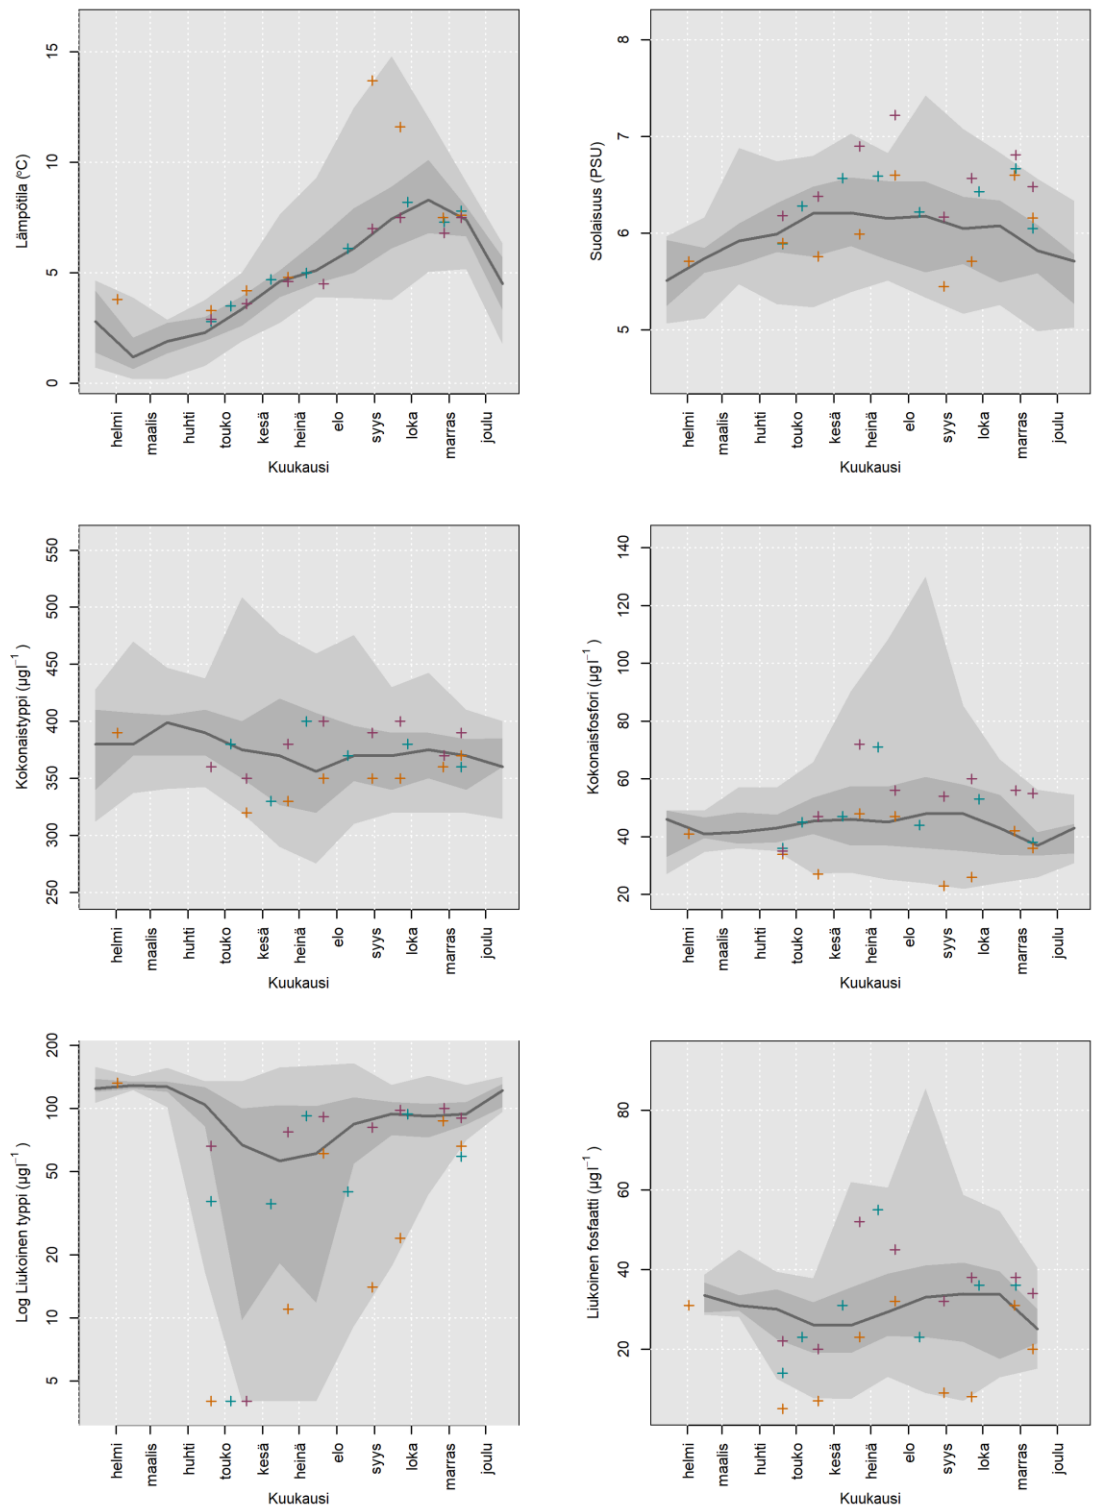 Lämpötila (°C)
15
10
5
0
helmi
maalis
huhti
touko
kesä
heinä
elo
syys
loka
marras
joulu
Kuukausi
Suolaisuus (PSU)
8
7
6
5
helmi
maalis
huhti
touko
kesä
heinä
elo
syys
loka
marras
joulu
Kuukausi
Kokonaistyppi (µgl⁻¹)
550
500
450
400
350
300
250
helmi
maalis
huhti
touko
kesä
heinä
elo
syys
loka
marras
joulu
Kuukausi
Kokonaisfosfori (µgl⁻¹)
140
120
100
80
60
40
20
helmi
maalis
huhti
touko
kesä
heinä
elo
syys
loka
marras
joulu
Kuukausi
Log Liukoinen typpi (µgl⁻¹)
200
100
50
20
10
5
helmi
maalis
huhti
touko
kesä
heinä
elo
syys
loka
marras
joulu
Kuukausi
Liukoinen fosfaatti (µgl⁻¹)
80
60
40
20
helmi
maalis
huhti
touko
kesä
heinä
elo
syys
loka
marras
joulu
Kuukausi